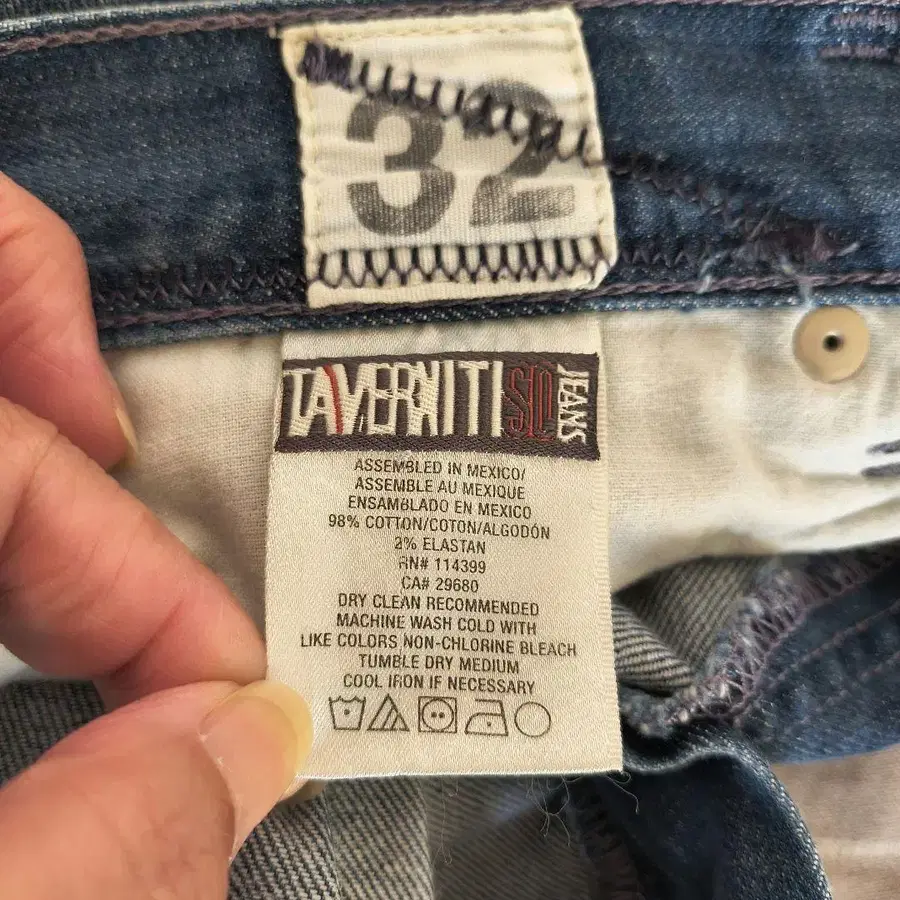 32
TAVERNITI SO JEANS
ASSEMBLED IN MEXICO/
ASSEMBLE AU MEXIQUE
ENSAMBLADO EN MEXICO
98% COTTON/COTON/ALGODÓN
2% ELASTAN
RN# 114399
CA# 29680
DRY CLEAN RECOMMENDED
MACHINE WASH COLD WITH
LIKE COLORS NON-CHLORINE BLEACH
TUMBLE DRY MEDIUM
COOL IRON IF NECESSARY